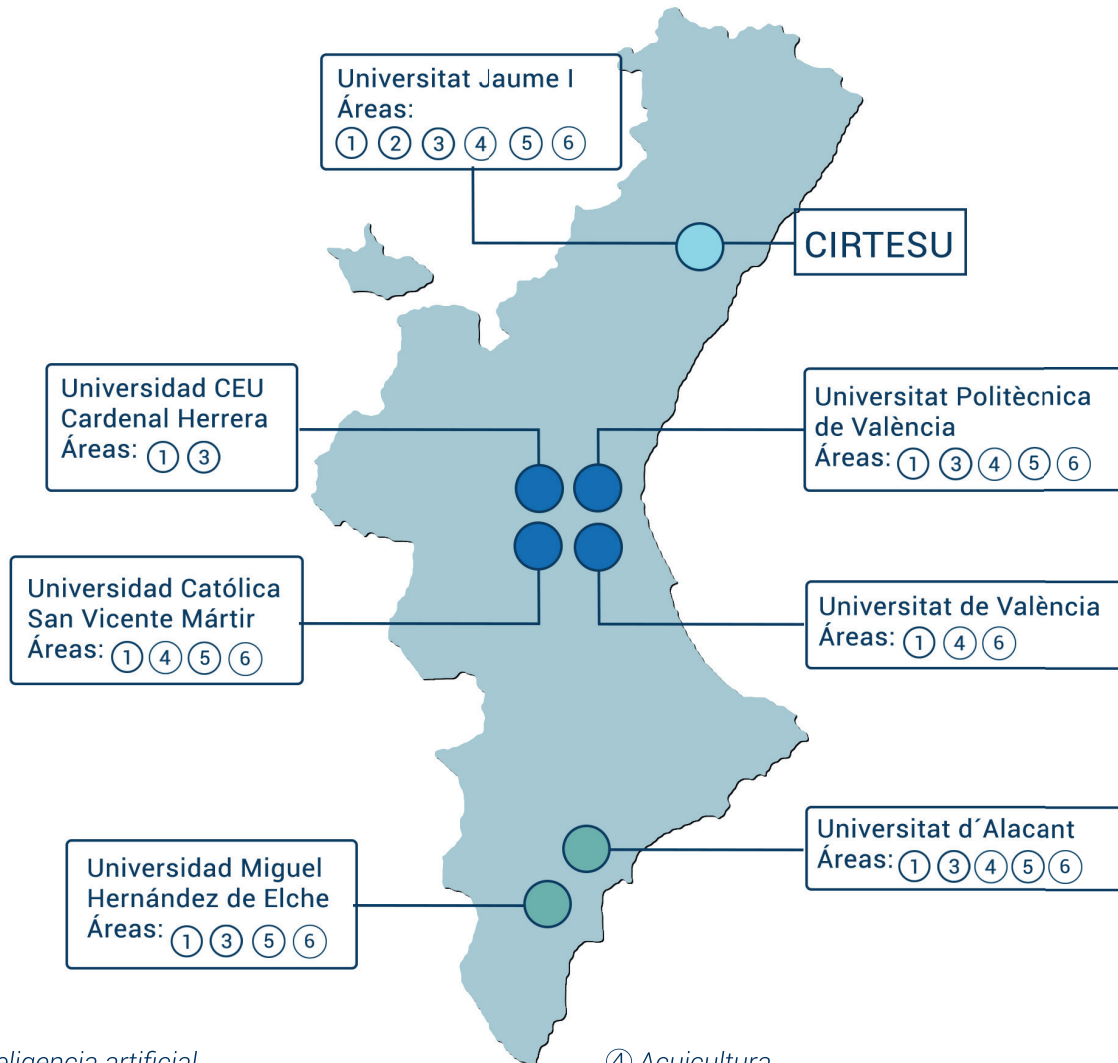 Universitat Jaume I
Áreas:
① ② ③ ④ ⑤ ⑥
CIRTESU
Universidad CEU
Cardenal Herrera
Áreas: ① ③
Universitat Politècnica
de València
Áreas: ① ③ ④ ⑤ ⑥
Universidad Católica
San Vicente Mártir
Áreas: ① ④ ⑤ ⑥
Universitat de València
Áreas: ① ④ ⑥
Universitat d´Alacant
Áreas: ① ③ ④ ⑤ ⑥
Universidad Miguel
Hernández de Elche
Áreas: ① ③ ⑤ ⑥
artificial
④ Acuicultura